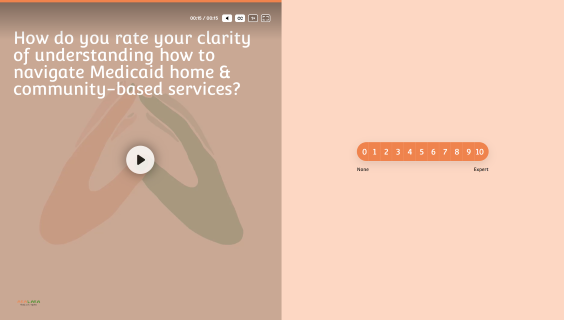 00:15 / 00:15
CC
1x
How do you rate your clarity
of understanding how to
navigate Medicaid home &
community-based services?
0 1 2 3 4 5 6 7 8 9 10
None Expert